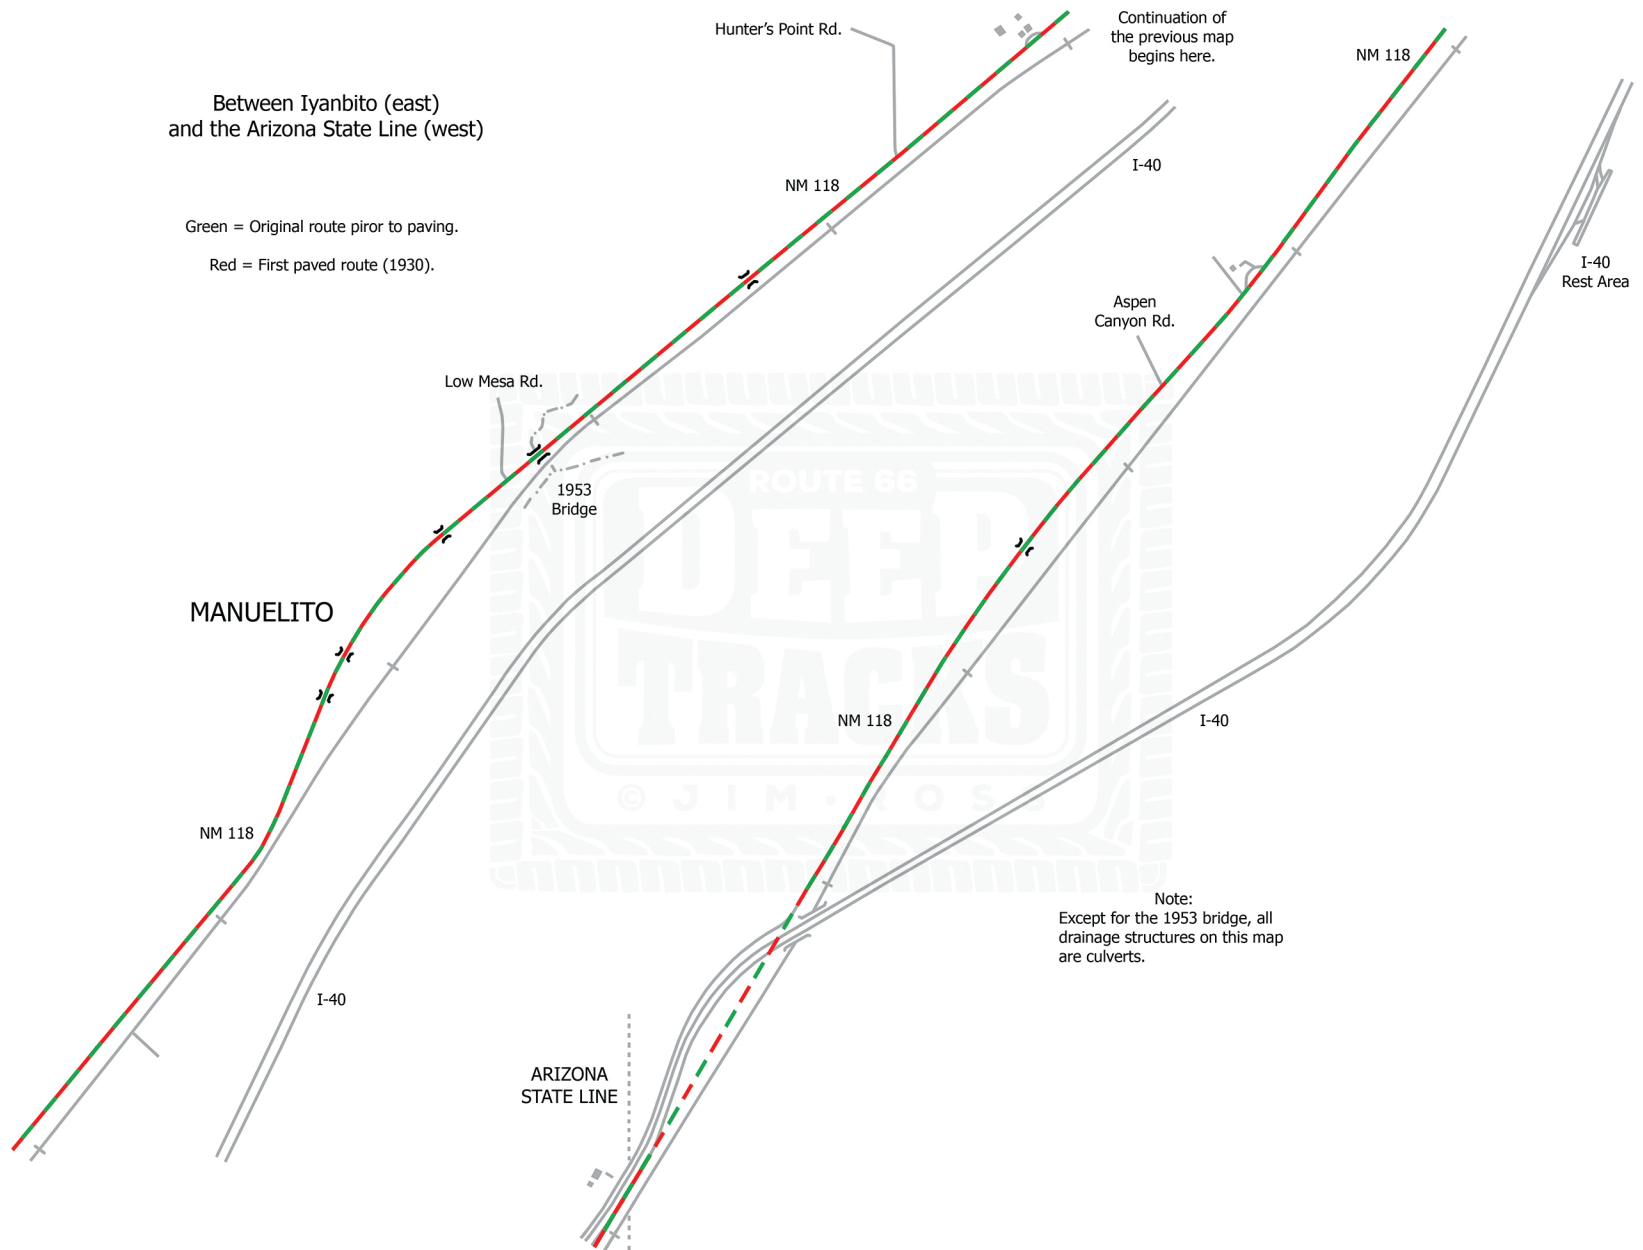 Between Iyanbito (east)
and the Arizona State Line (west)
Green = Original route piror to paving.
Red = First paved route (1930).
Hunter's Point Rd.
Continuation of
the previous map
begins here.
NM 118
I-40
Low Mesa Rd.
1953
Bridge
MANUELITO
NM 118
I-40
NM 118
I-40
Rest Area
Aspen
Canyon Rd.
NM 118
I-40
Note:
Except for the 1953 bridge, all
drainage structures on this map
are culverts.
ARIZONA
STATE LINE
ROUTE 66
DEEP
TRACKS
© JIM · ROSS